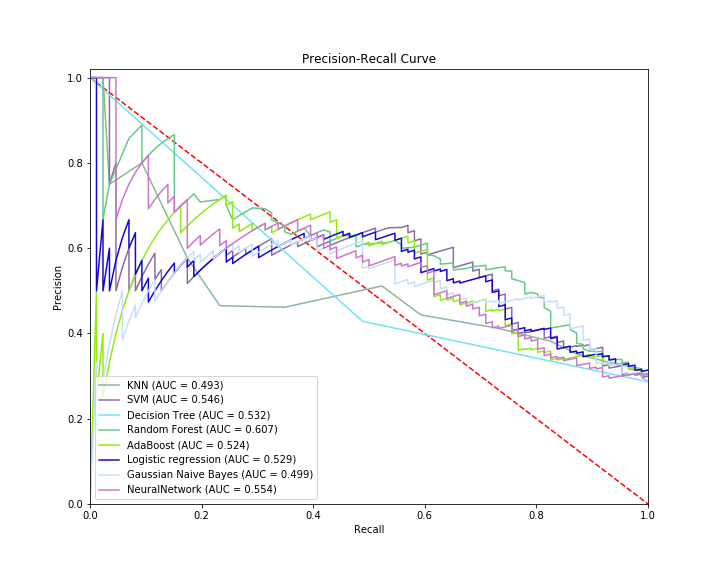 Precision-Recall Curve
Precision
1.0
0.8
0.6
0.4
0.2
0.0
KNN (AUC = 0.493)
SVM (AUC = 0.546)
Decision Tree (AUC = 0.532)
Random Forest (AUC = 0.607)
AdaBoost (AUC = 0.524)
Logistic regression (AUC = 0.529)
Gaussian Naive Bayes (AUC = 0.499)
NeuralNetwork (AUC = 0.554)
0.0 0.2 0.4 0.6 0.8 1.0
Recall